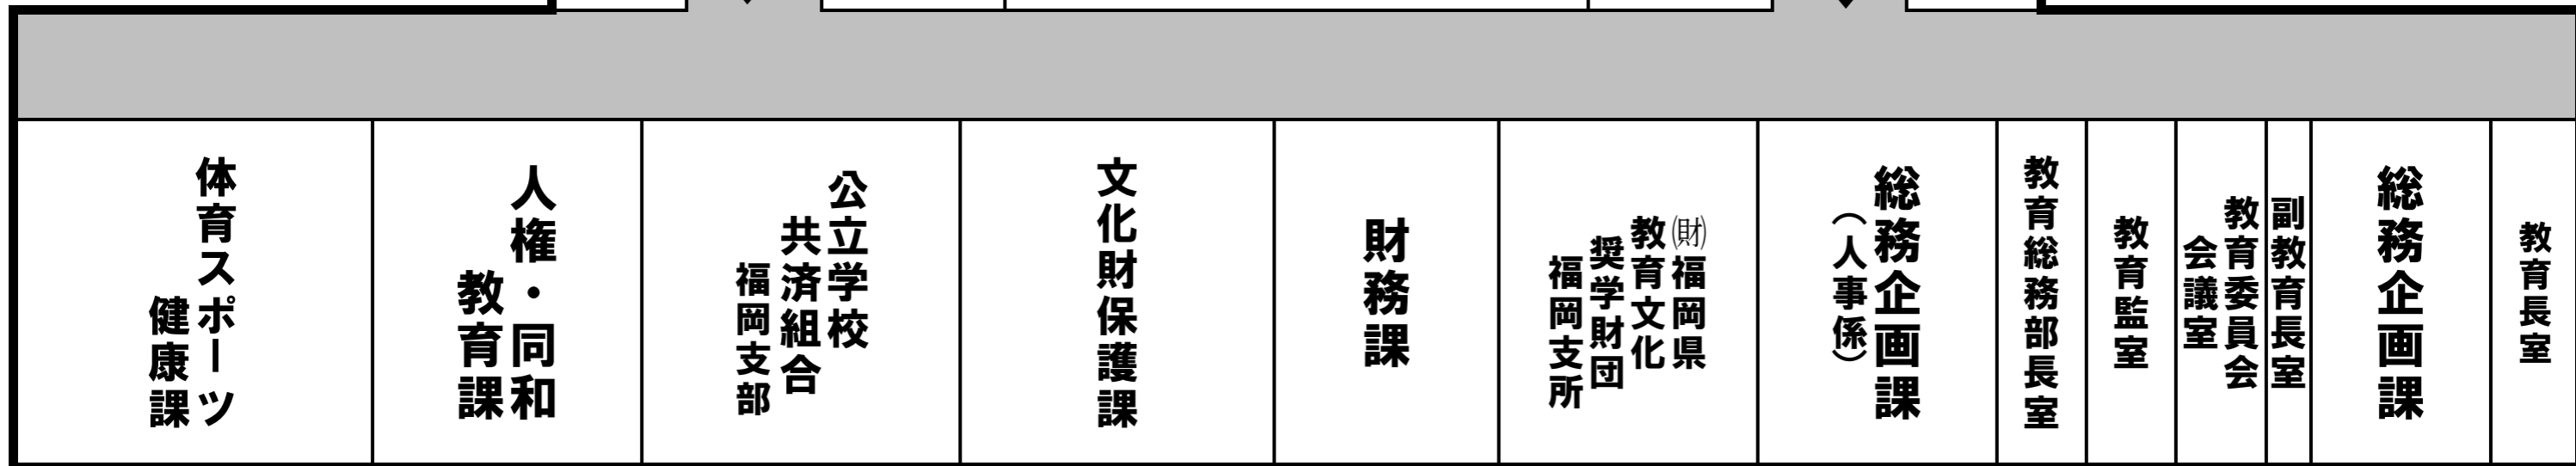 教育長室
総務企画課
副教育長室
教育委員会
会議室
教育監室
教育総務部長室
総務企画課
（人事係）
㈶福岡県
教育文化
奨学財団
福岡支所
財務課
文化財保護課
公立学校
共済組合
福岡支部
人権・同和
教育課
体育スポーツ
健康課